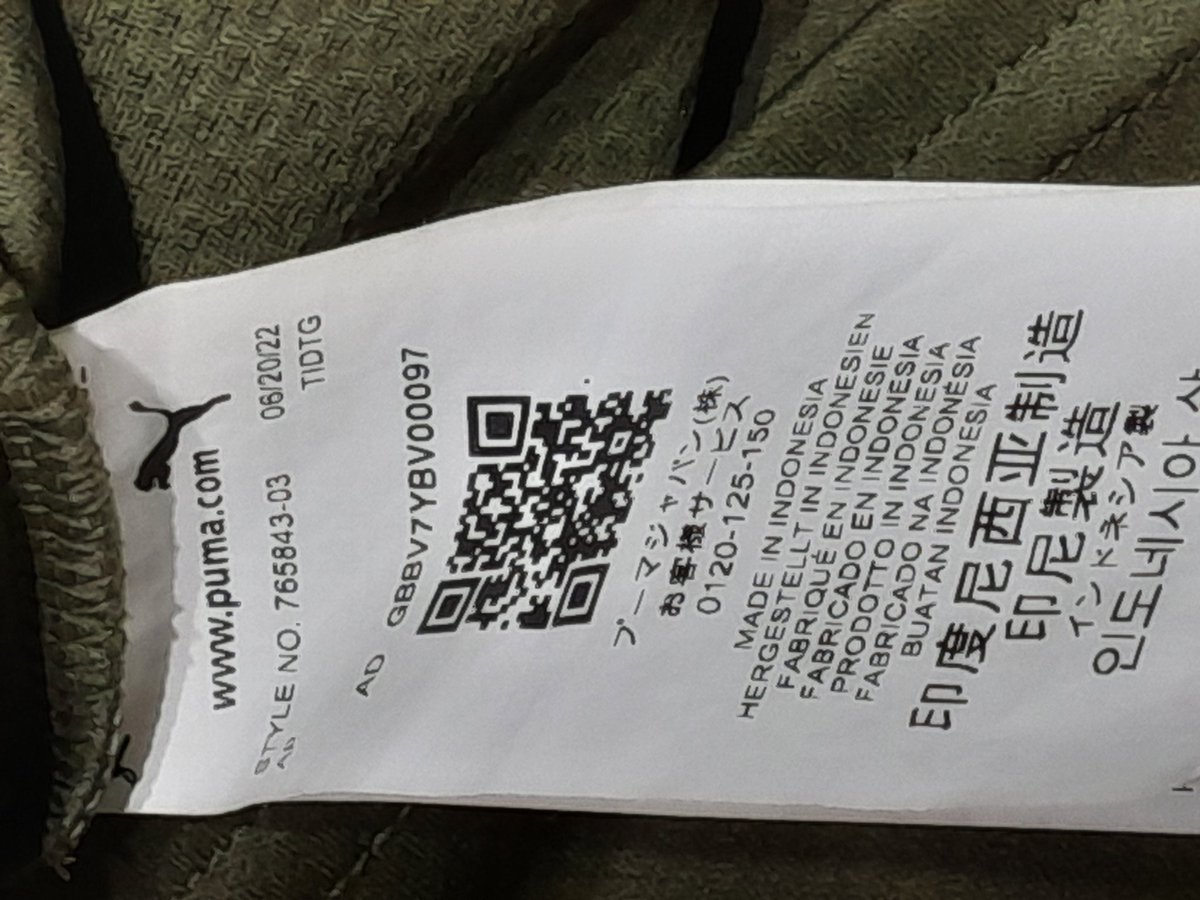 www.puma.com
STYLE NO. 765843-03 06/20/22
AD TIDTG
AD GBBV7YBV00097
プーマジャパン(株)
お客様サービス
0120-125-150
MADE IN INDONESIA
HERGESTELLT IN INDONESIEN
FABRIQUÉ EN INDONÉSIE
FABRICADO EN INDONESIA
PRODOTTO IN INDONESIA
FABRICADO NA INDONÉSIA
BUATAN INDONESIA
印度尼西亚制造
印尼製造
インドネシア製
인도네시아